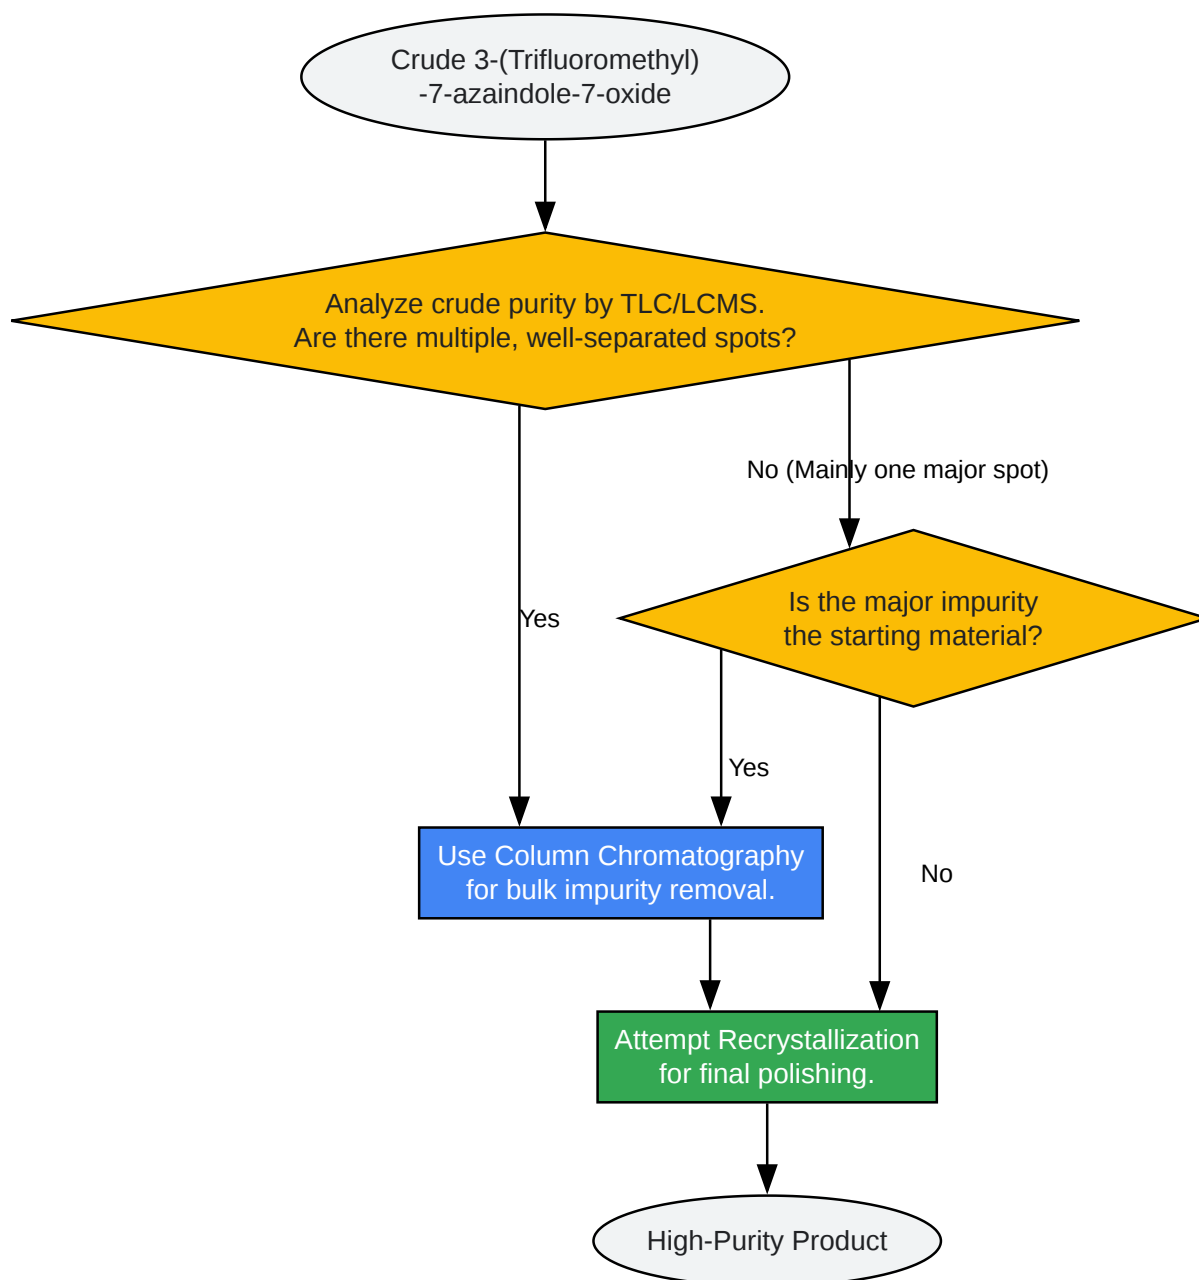 Crude 3-(Trifluoromethyl)
-7-azaindole-7-oxide
Analyze crude purity by TLC/LCMS.
Are there multiple, well-separated spots?
No (Mainly one major spot)
Is the major impurity
the starting material?
Yes
Yes
Use Column Chromatography
for bulk impurity removal.
No
Attempt Recrystallization
for final polishing.
High-Purity Product